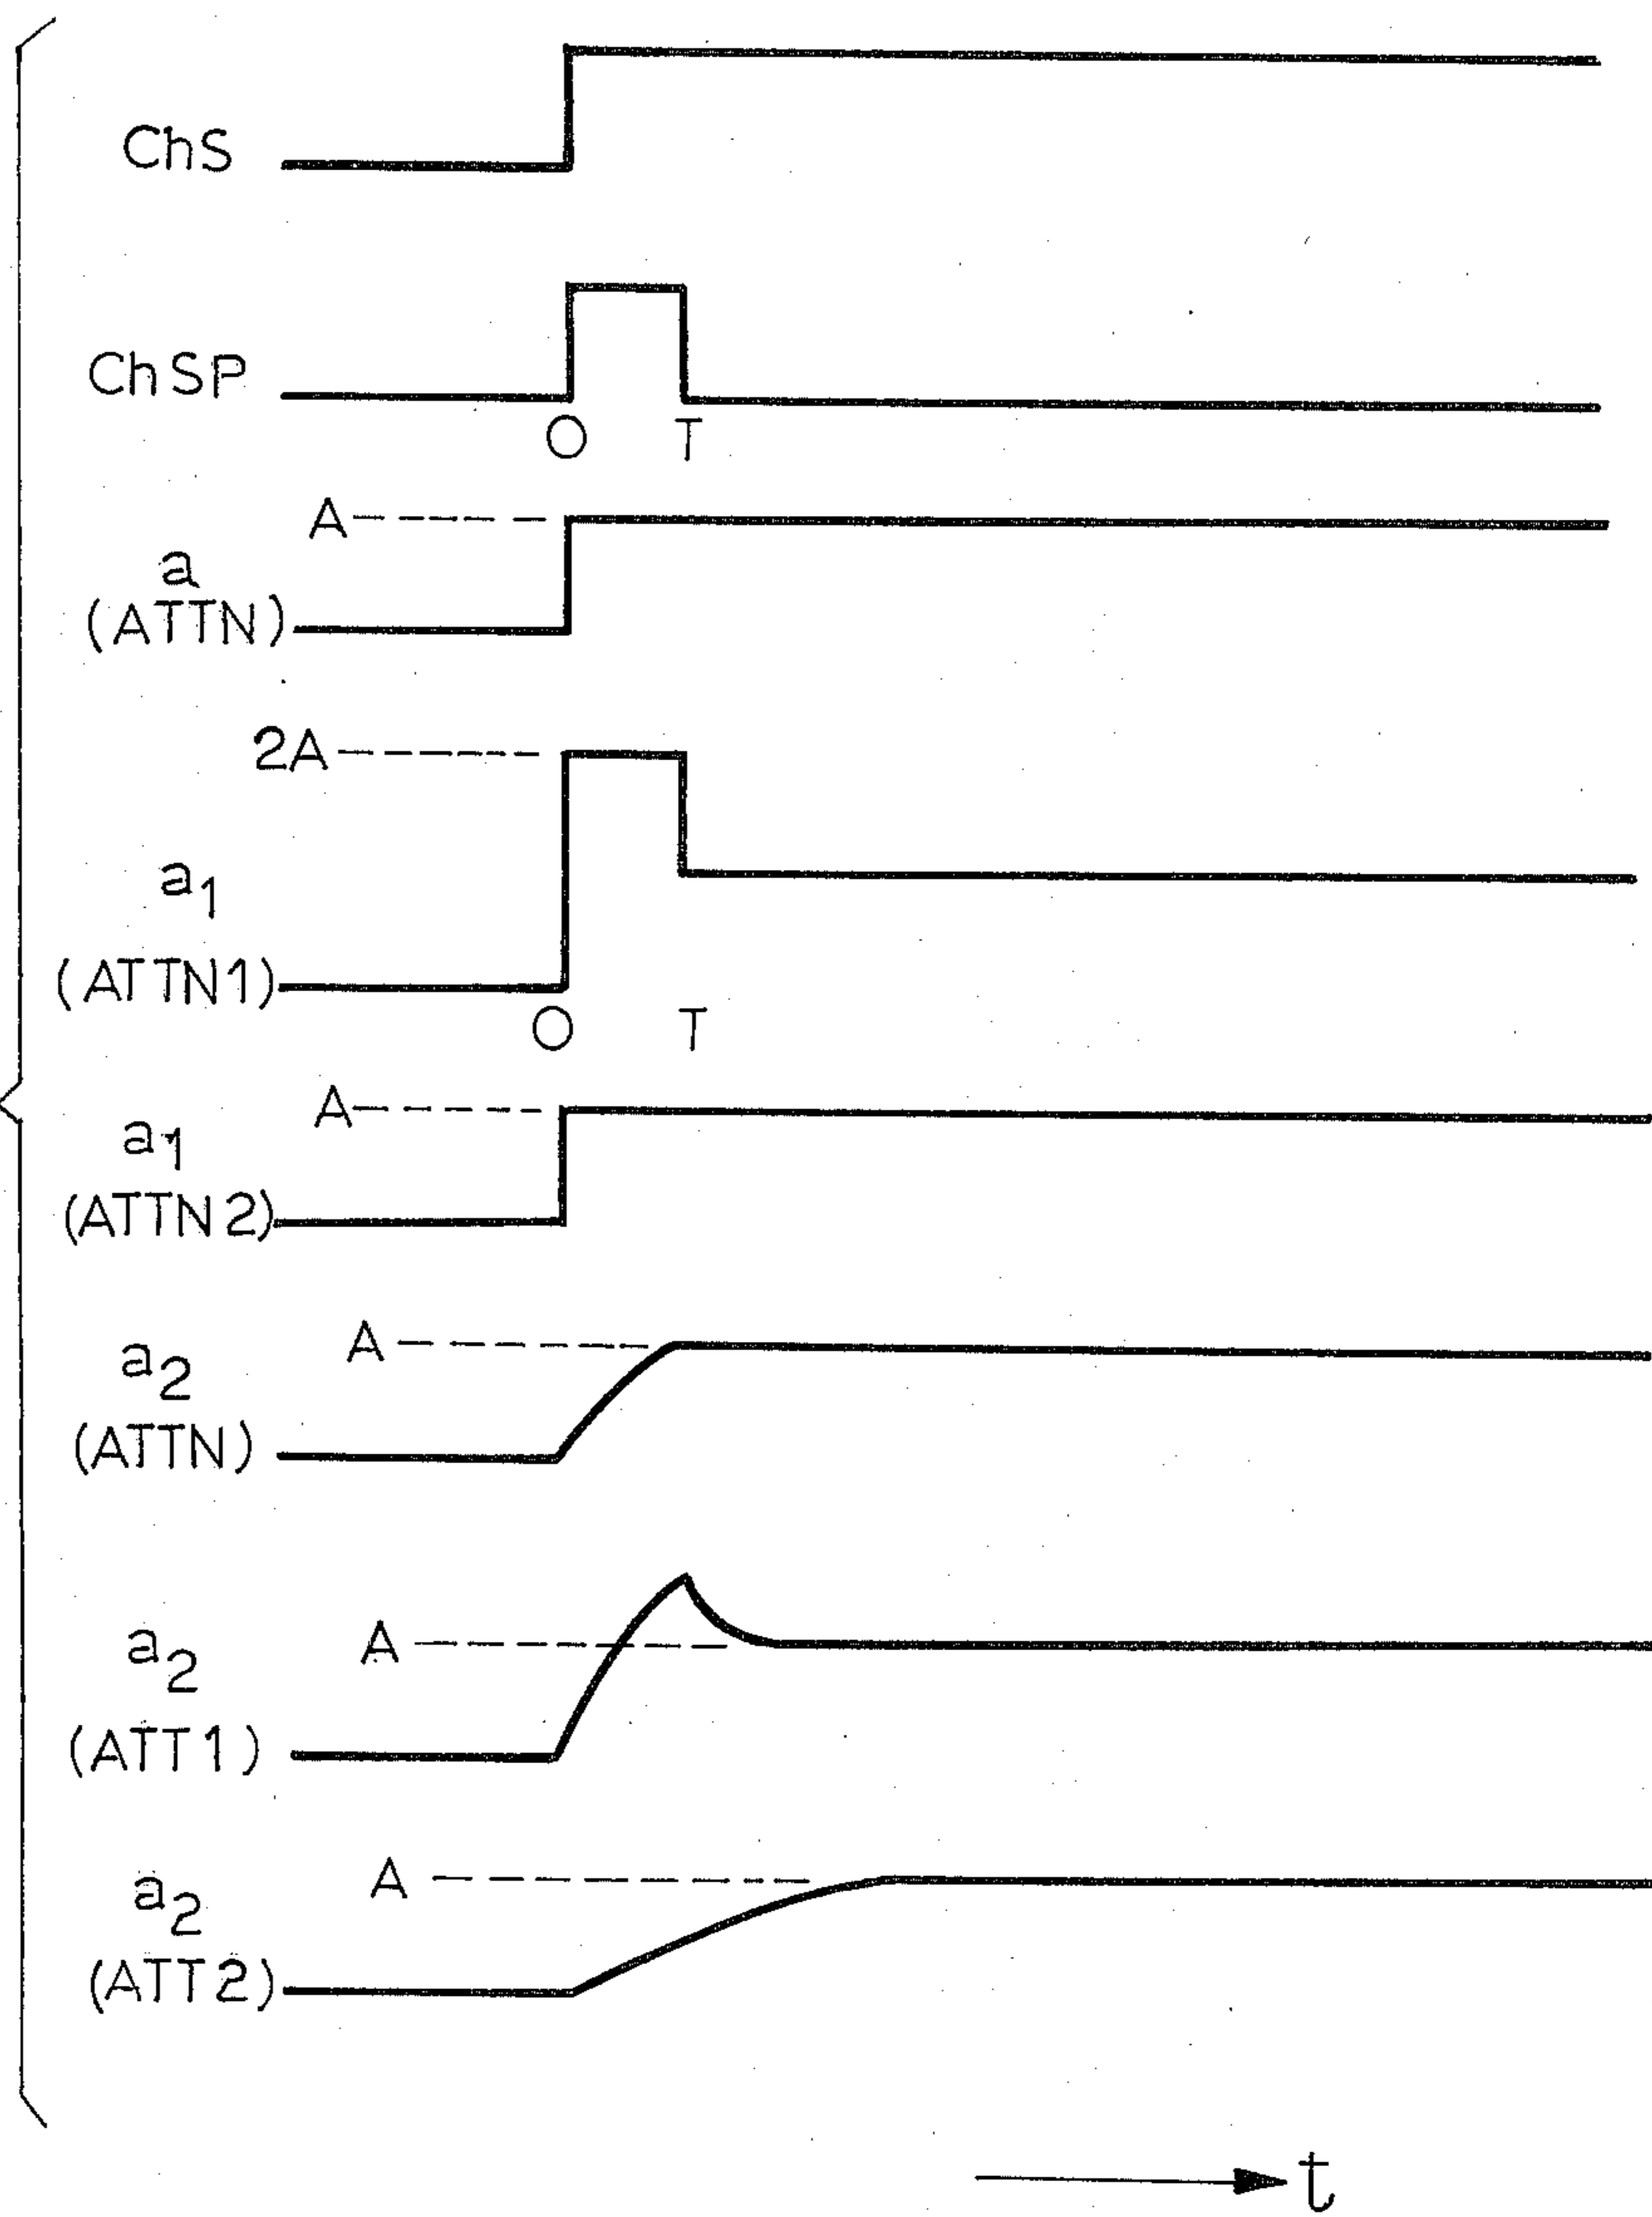 ChS
ChSP
O T
A
a
(ATTN)
2A
a1
(ATTN1)
O T
A
a1
(ATTN2)
A
a2
(ATTN)
A
a2
(ATT1)
A
a2
(ATT2)
t